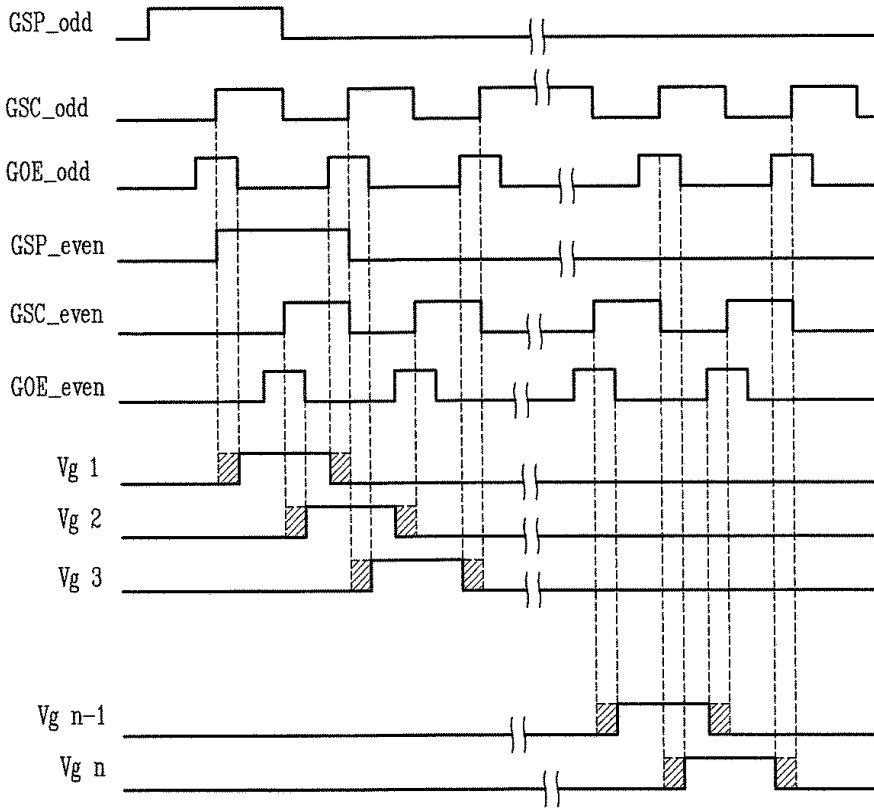 GSP_odd
GSC_odd
GOE_odd
GSP_even
GSC_even
GOE_even
Vg 1
Vg 2
Vg 3
Vg n-1
Vg n